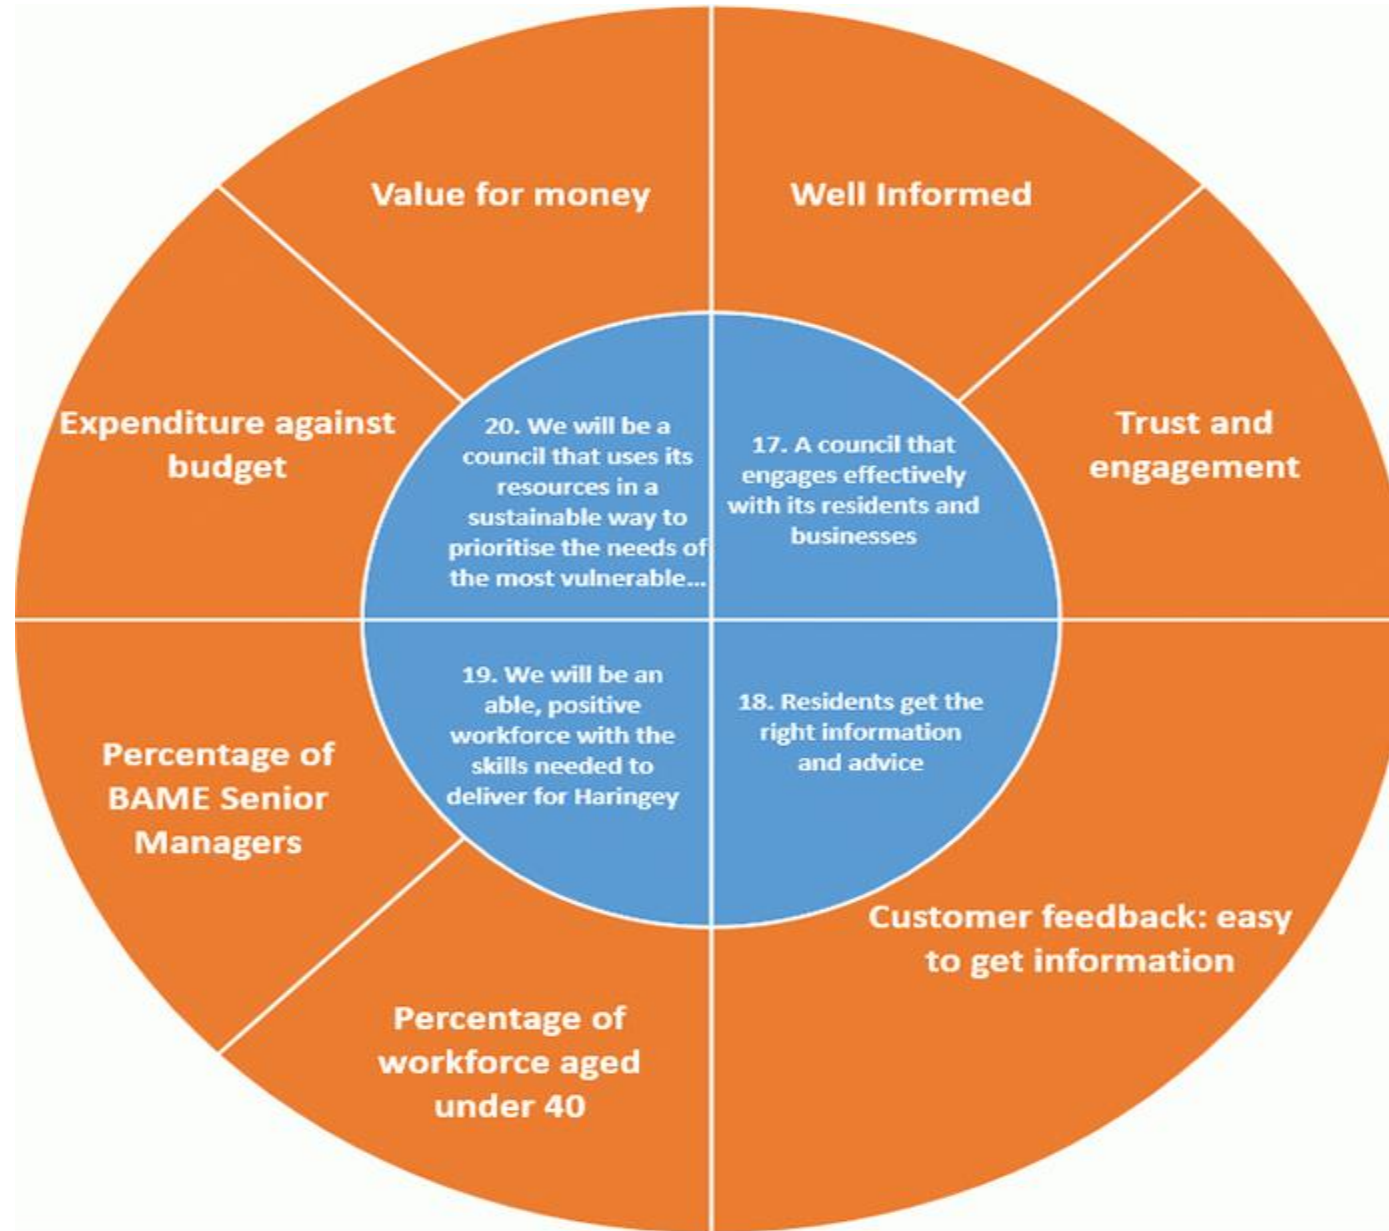 Value for money
Well Informed
Expenditure against
budget
Trust and
engagement
20. We will be a
council that uses its
resources in a
sustainable way to
prioritise the needs of
the most vulnerable...
17. A council that
engages effectively
with its residents and
businesses
19. We will be an
able, positive
workforce with the
skills needed to
deliver for Haringey
18. Residents get the
right information
and advice
Percentage of
BAME Senior
Managers
Customer feedback: easy
to get information
Percentage of
workforce aged
under 40